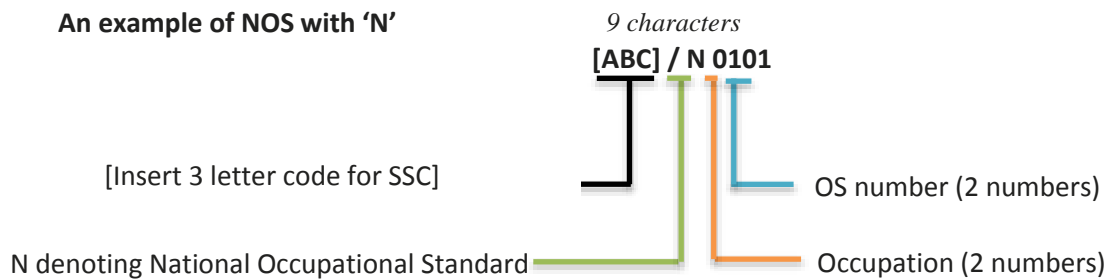 An example of NOS with ‘N’
9 characters
[ABC] / N 0101
[Insert 3 letter code for SSC]
OS number (2 numbers)
N denoting National Occupational Standard
Occupation (2 numbers)